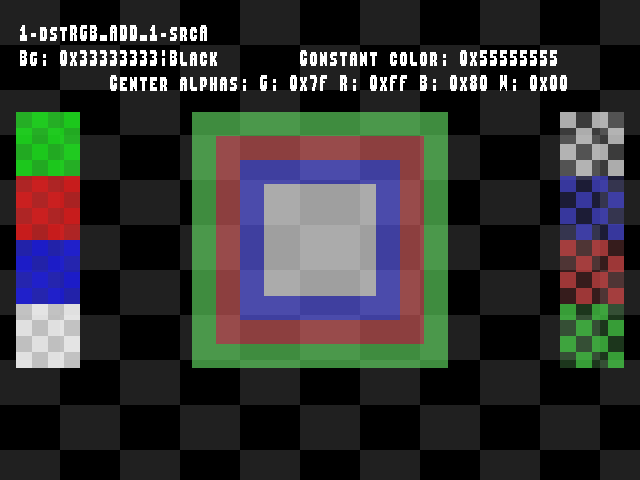 1-dstRGB_ADD_1-srcA
Bg: 0x33333333;Black Constant color: 0x55555555
Center alphas: G: 0x7F R: 0xFF B: 0x80 W: 0x00